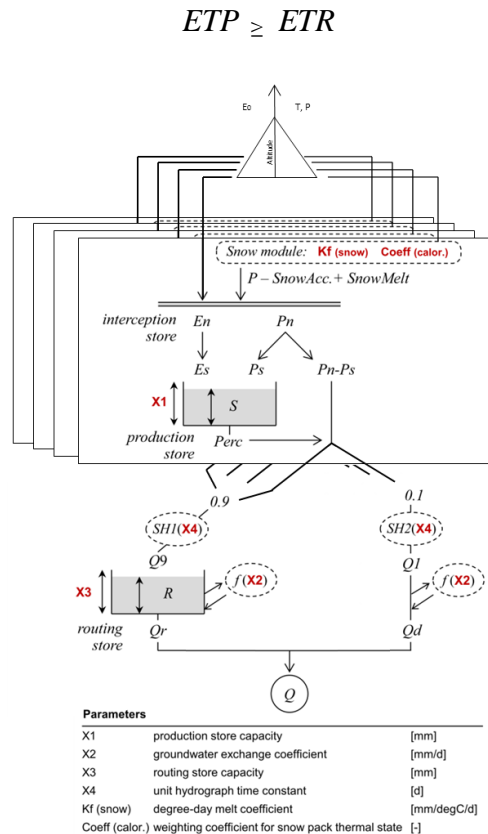 ETP ≥ ETR
Eo T, P
Altitude
Snow module: Kf (snow) Coeff (calor.)
P – SnowAcc.+ SnowMelt
interception store
En Pn
Es Ps Pn-Ps
X1 S
production store
Perc
0.9 0.1
SH1(X4) SH2(X4)
Q9 Q1
X3 R f(X2) f(X2)
routing store
Qr Qd
Q
Parameters
X1 production store capacity [mm]
X2 groundwater exchange coefficient [mm/d]
X3 routing store capacity [mm]
X4 unit hydrograph time constant [d]
Kf (snow) degree-day melt coefficient [mm/degC/d]
Coeff (calor.) weighting coefficient for snow pack thermal state [-]